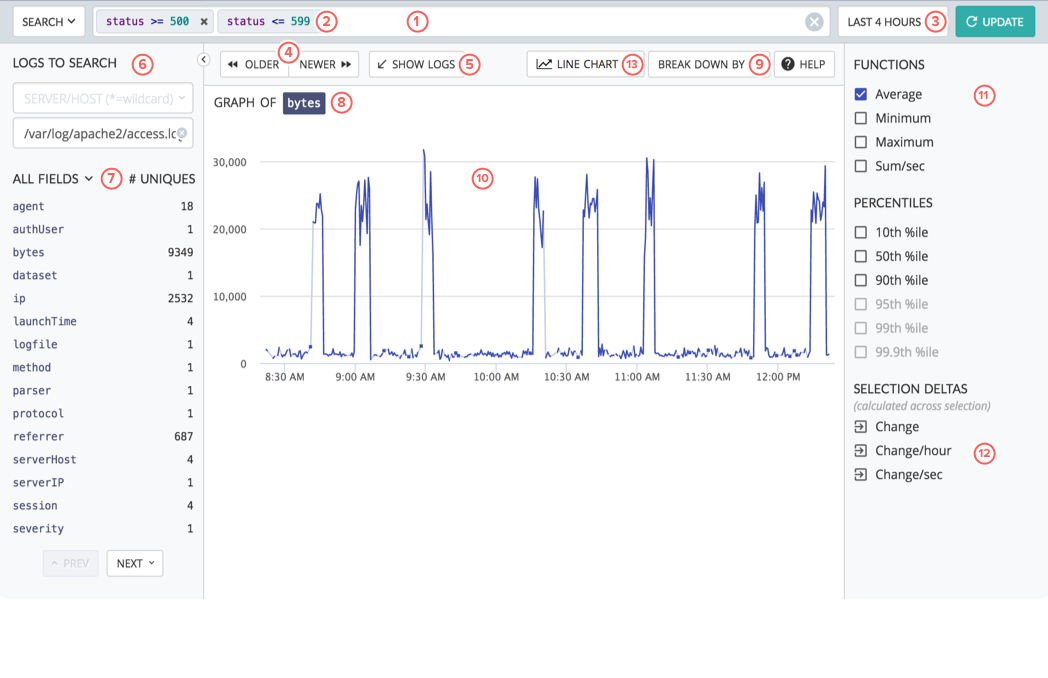 SEARCH
status >= 500 ×
status <= 599 2
1
LAST 4 HOURS 3
UPDATE
LOGS TO SEARCH 6
SERVER/HOST (*=wildcard)
/var/log/apache2/access.lo
ALL FIELDS 7 # UNIQUES
agent 18
authUser 1
bytes 9349
dataset 1
ip 2532
launchTime 4
logfile 1
method 1
parser 1
protocol 1
referrer 687
serverHost 4
serverIP 1
session 4
severity 1
PREV
NEXT
OLDER 4 NEWER
SHOW LOGS 5
LINE CHART 13
BREAK DOWN BY 9
HELP
GRAPH OF bytes 8
10
30,000
20,000
10,000
0
8:30 AM 9:00 AM 9:30 AM 10:00 AM 10:30 AM 11:00 AM 11:30 AM 12:00 PM
FUNCTIONS
Average 11
Minimum
Maximum
Sum/sec
PERCENTILES
10th %ile
50th %ile
90th %ile
95th %ile
99th %ile
99.9th %ile
SELECTION DELTAS
(calculated across selection)
Change
Change/hour 12
Change/sec